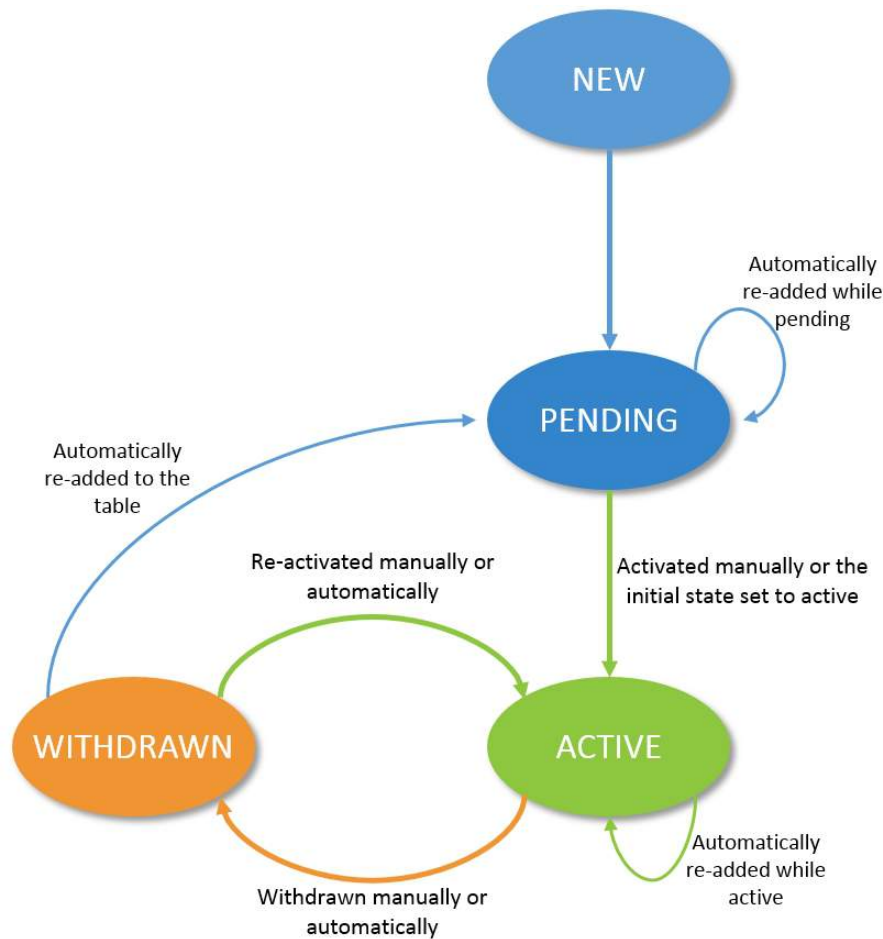 NEW
Automatically
re-added while
pending
PENDING
Automatically
re-added to the
table
Re-activated manually or
automatically
Activated manually or the
initial state set to active
WITHDRAWN
ACTIVE
Automatically
re-added while
active
Withdrawn manually or
automatically